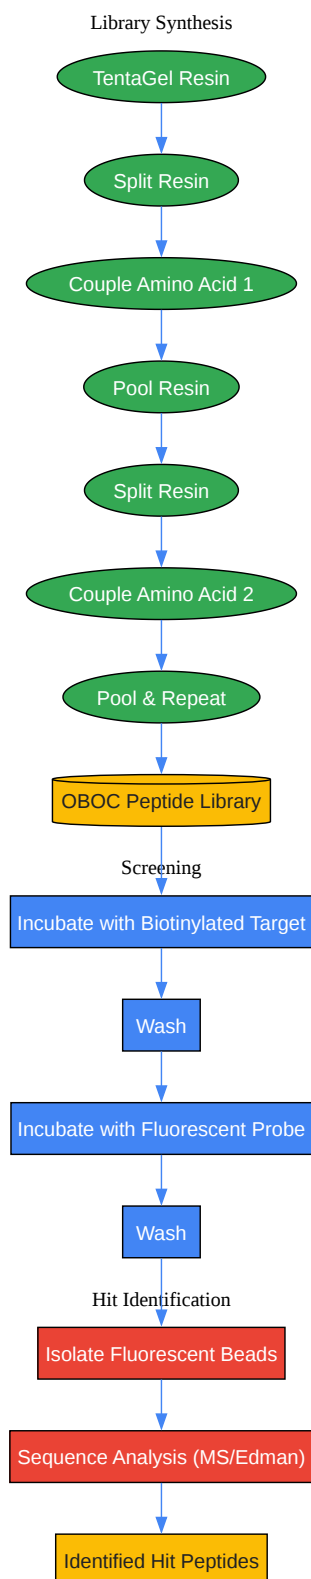 Library Synthesis
TentaGel Resin
Split Resin
Couple Amino Acid 1
Pool Resin
Split Resin
Couple Amino Acid 2
Pool & Repeat
OBOC Peptide Library
Screening
Incubate with Biotinylated Target
Wash
Incubate with Fluorescent Probe
Wash
Hit Identification
Isolate Fluorescent Beads
Sequence Analysis (MS/Edman)
Identified Hit Peptides